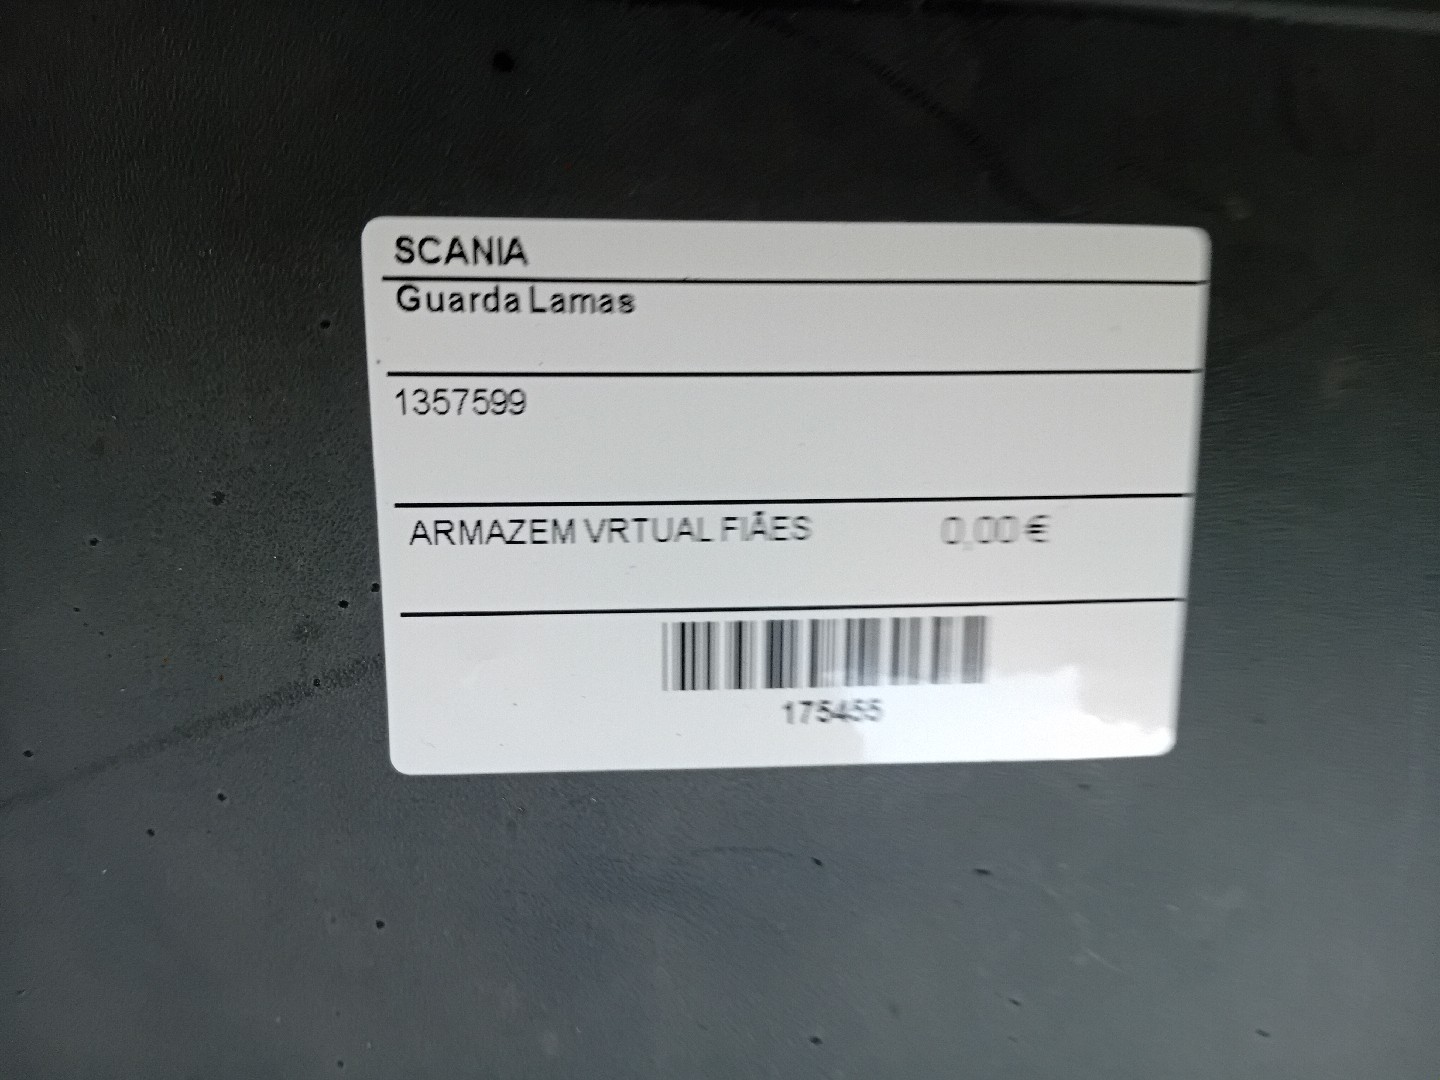 SCANIA
Guarda Lamas
1357599
ARMAZEM VRTUAL FIÃES 0,00 €
175455